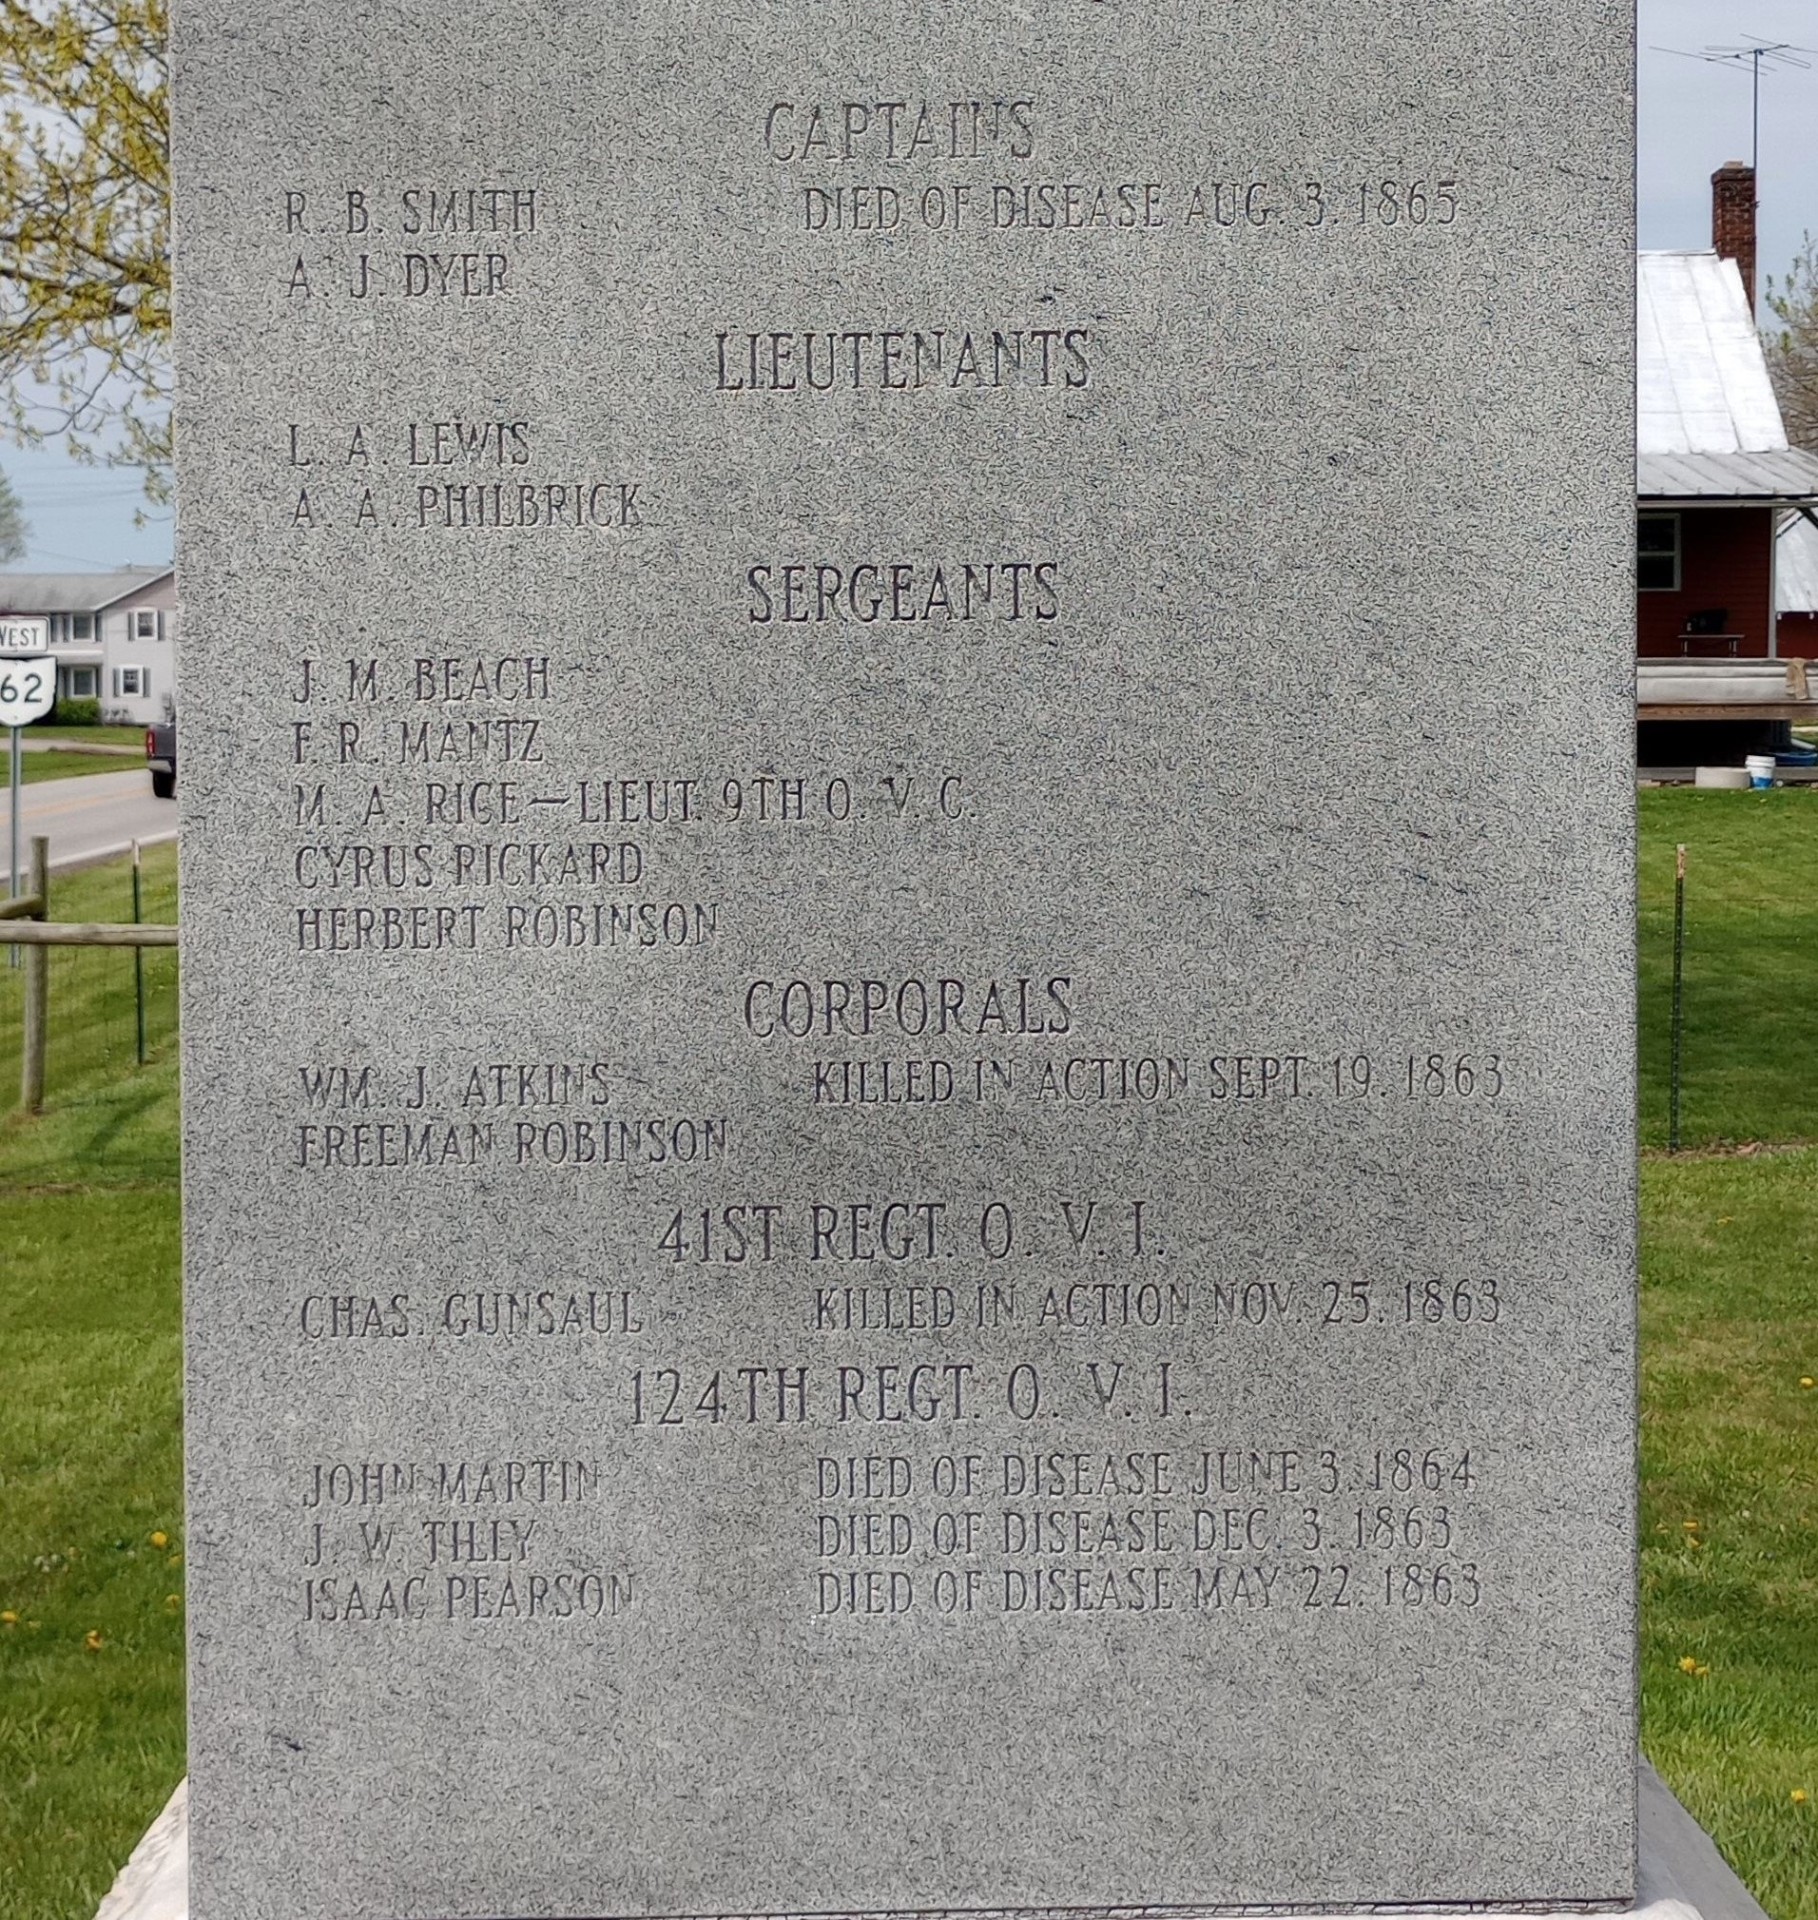 CAPTAINS
R. B. SMITH DIED OF DISEASE AUG. 3. 1865
A. J. DYER
LIEUTENANTS
L. A. LEWIS
A. A. PHILBRICK
SERGEANTS
J. M. BEACH
F. R. MANTZ
M. A. RICE—LIEUT. 9TH O. V. C.
CYRUS RICKARD
HERBERT ROBINSON
CORPORALS
WM. J. ATKINS KILLED IN ACTION SEPT. 19. 1863
FREEMAN ROBINSON
41ST REGT. O. V. I.
CHAS. GUNSAUL KILLED IN ACTION NOV. 25. 1863
124TH REGT. O. V. I.
JOHN MARTIN DIED OF DISEASE JUNE 3. 1864
J. W. TILLY DIED OF DISEASE DEC. 3. 1863
ISAAC PEARSON DIED OF DISEASE MAY 22. 1863
WEST
62